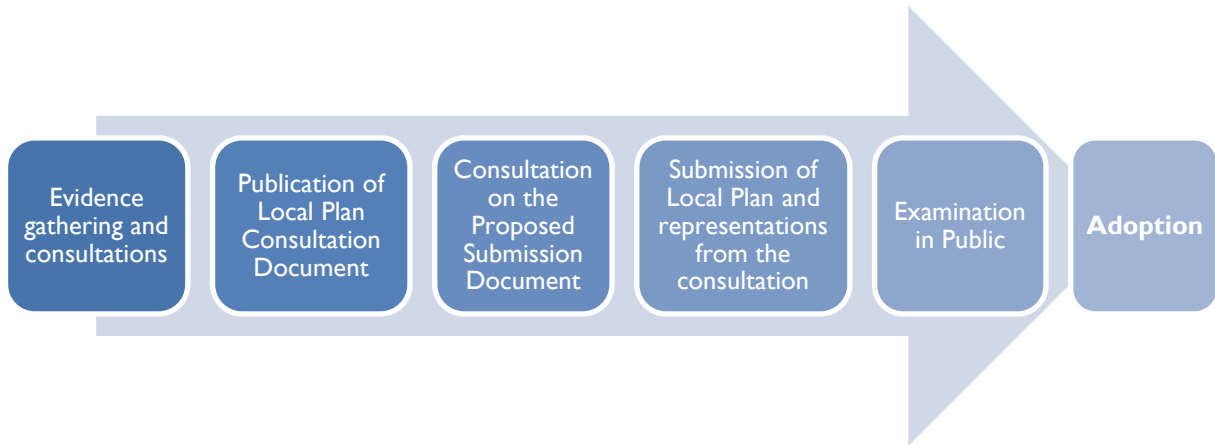 Evidence
gathering and
consultations
Publication of
Local Plan
Consultation
Document
Consultation
on the
Proposed
Submission
Document
Submission of
Local Plan and
representations
from the
consultation
Examination
in Public
Adoption